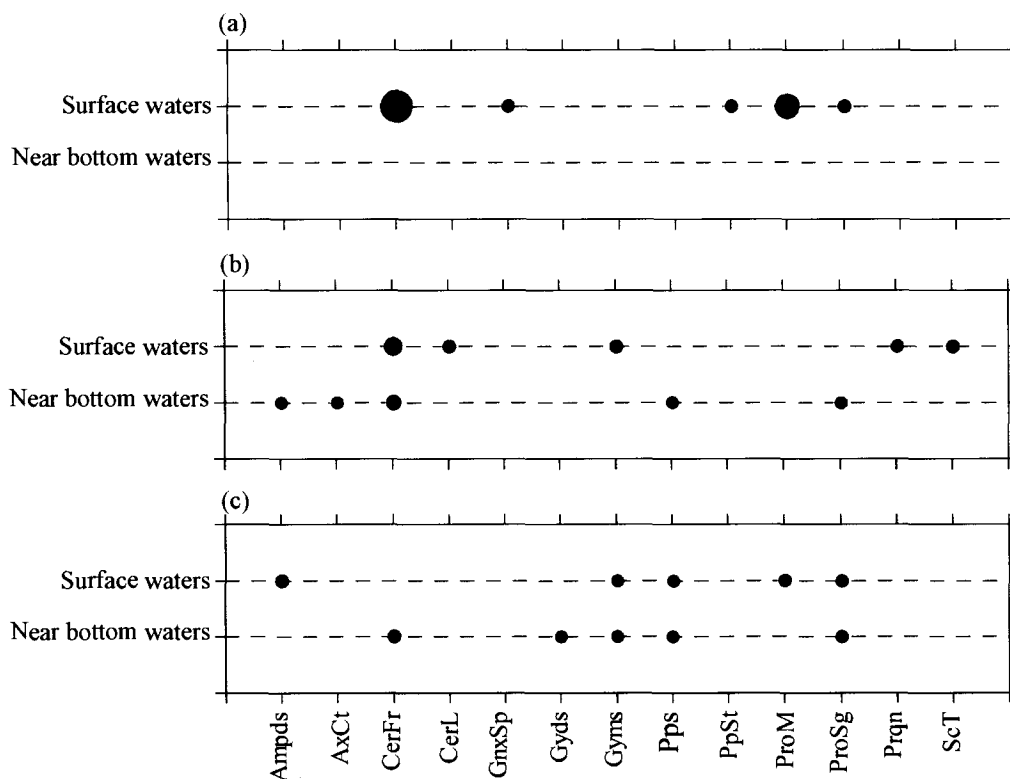 (a)
Surface waters
Near bottom waters
(b)
Surface waters
Near bottom waters
(c)
Surface waters
Near bottom waters
Ampds
AxCt
CerFr
CerL
GnxSp
Gyds
Gyms
Pps
PpSt
ProM
ProSg
Prqn
ScT